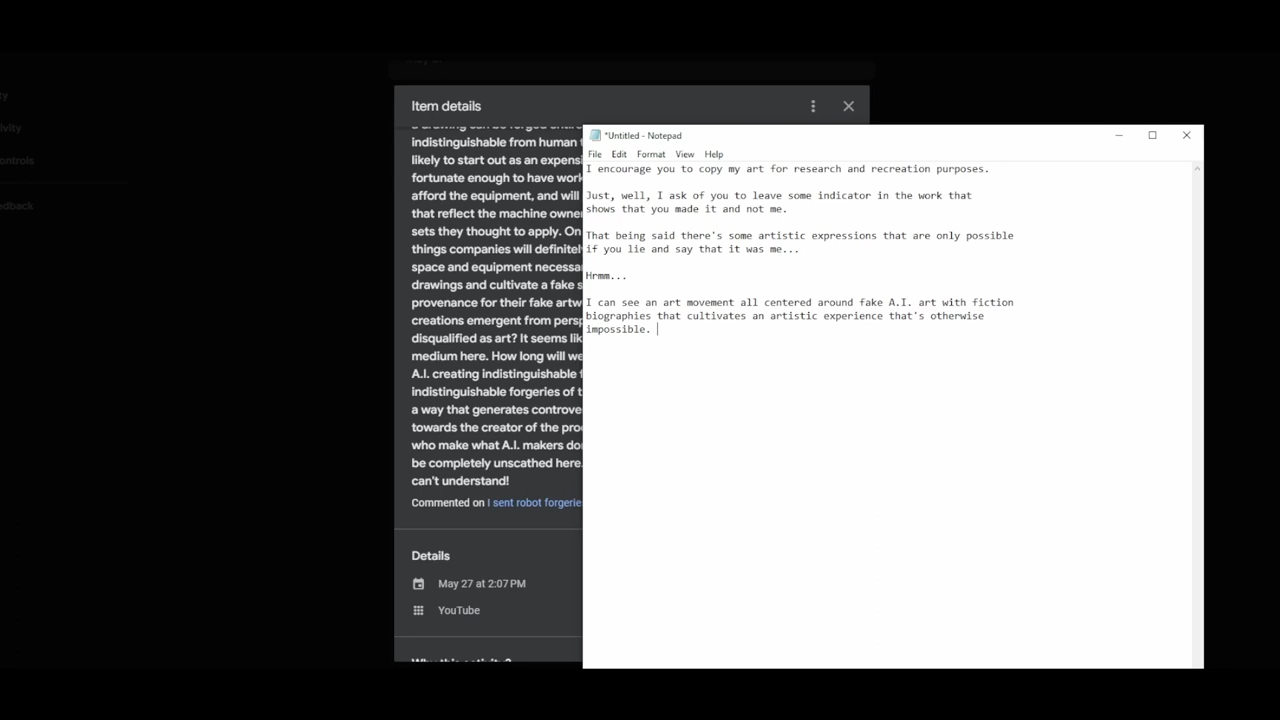 Item details
indistinguishable from human
likely to start out as an expensi
fortunate enough to have work
afford the equipment, and will
that reflect the machine owner
sets they thought to apply. On
things companies will definitel
space and equipment necessa
drawings and cultivate a fake s
provenance for their fake artw
creations emergent from persp
disqualified as art? It seems lik
medium here. How long will we
A.I. creating indistinguishable
indistinguishable forgeries of t
a way that generates controve
towards the creator of the pro
who make what A.I. makers do
be completely unscathed here.
can't understand!
Commented on I sent robot forgerie
Details
May 27 at 2:07 PM
YouTube
Why this activity?
ivity
ontrols
edback
*Untitled - Notepad
File Edit Format View Help
I encourage you to copy my art for research and recreation purposes.
Just, well, I ask of you to leave some indicator in the work that
shows that you made it and not me.
That being said there's some artistic expressions that are only possible
if you lie and say that it was me...
Hrmm...
I can see an art movement all centered around fake A.I. art with fiction
biographies that cultivates an artistic experience that's otherwise
impossible.